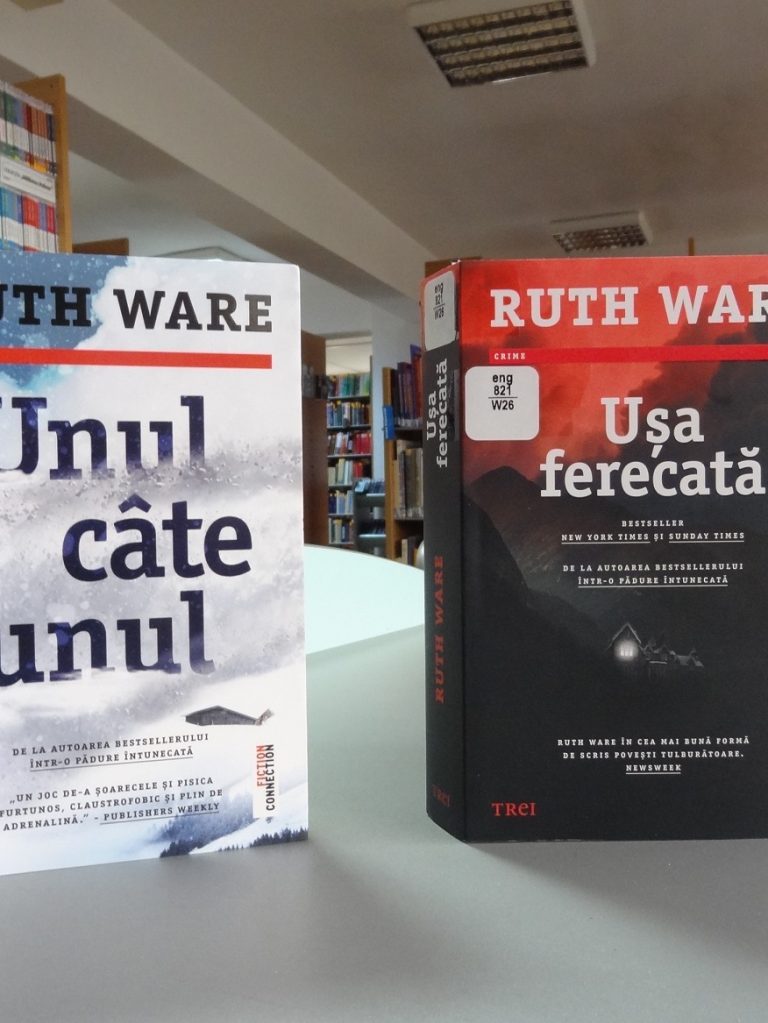 UTH WARE
Unul
câte
unul
DE LA AUTOAREA BESTSELLERULUI
ÎNTR-O PĂDURE ÎNTUNECATĂ
„UN JOC DE-A ȘOARECELE ȘI PISICA
FURTUNOS, CLAUSTROFOBIC ȘI PLIN DE
ADRENALINĂ.” - PUBLISHERS WEEKLY
FICTION
CONNECTION
eng
821
W26
Ușa
ferecată
RUTH WARE
TREI
RUTH WAR
CRIME
eng
821
W26
Ușa
ferecată
BESTSELLER
NEW YORK TIMES ȘI SUNDAY TIMES
DE LA AUTOAREA BESTSELLERULUI
ÎNTR-O PĂDURE ÎNTUNECATĂ
RUTH WARE ÎN CEA MAI BUNĂ FORMĂ
DE SCRIS POVEȘTI TULBURĂTOARE.
NEWSWEEK
TREI